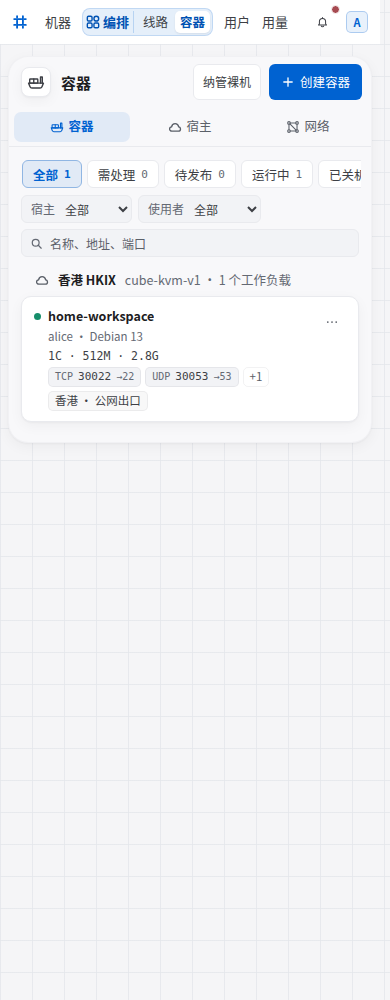 机器 编排 线路 容器 用户 用量 A
容器 纳管裸机 创建容器
容器 宿主 网络
全部 1 需处理 0 待发布 0 运行中 1 已关
宿主 全部 使用者 全部
名称、地址、端口
香港 HKIX cube-kvm-v1 • 1 个工作负载
home-workspace ...
alice • Debian 13
1C · 512M · 2.8G
TCP 30022 →22 UDP 30053 →53 +1
香港 • 公网出口